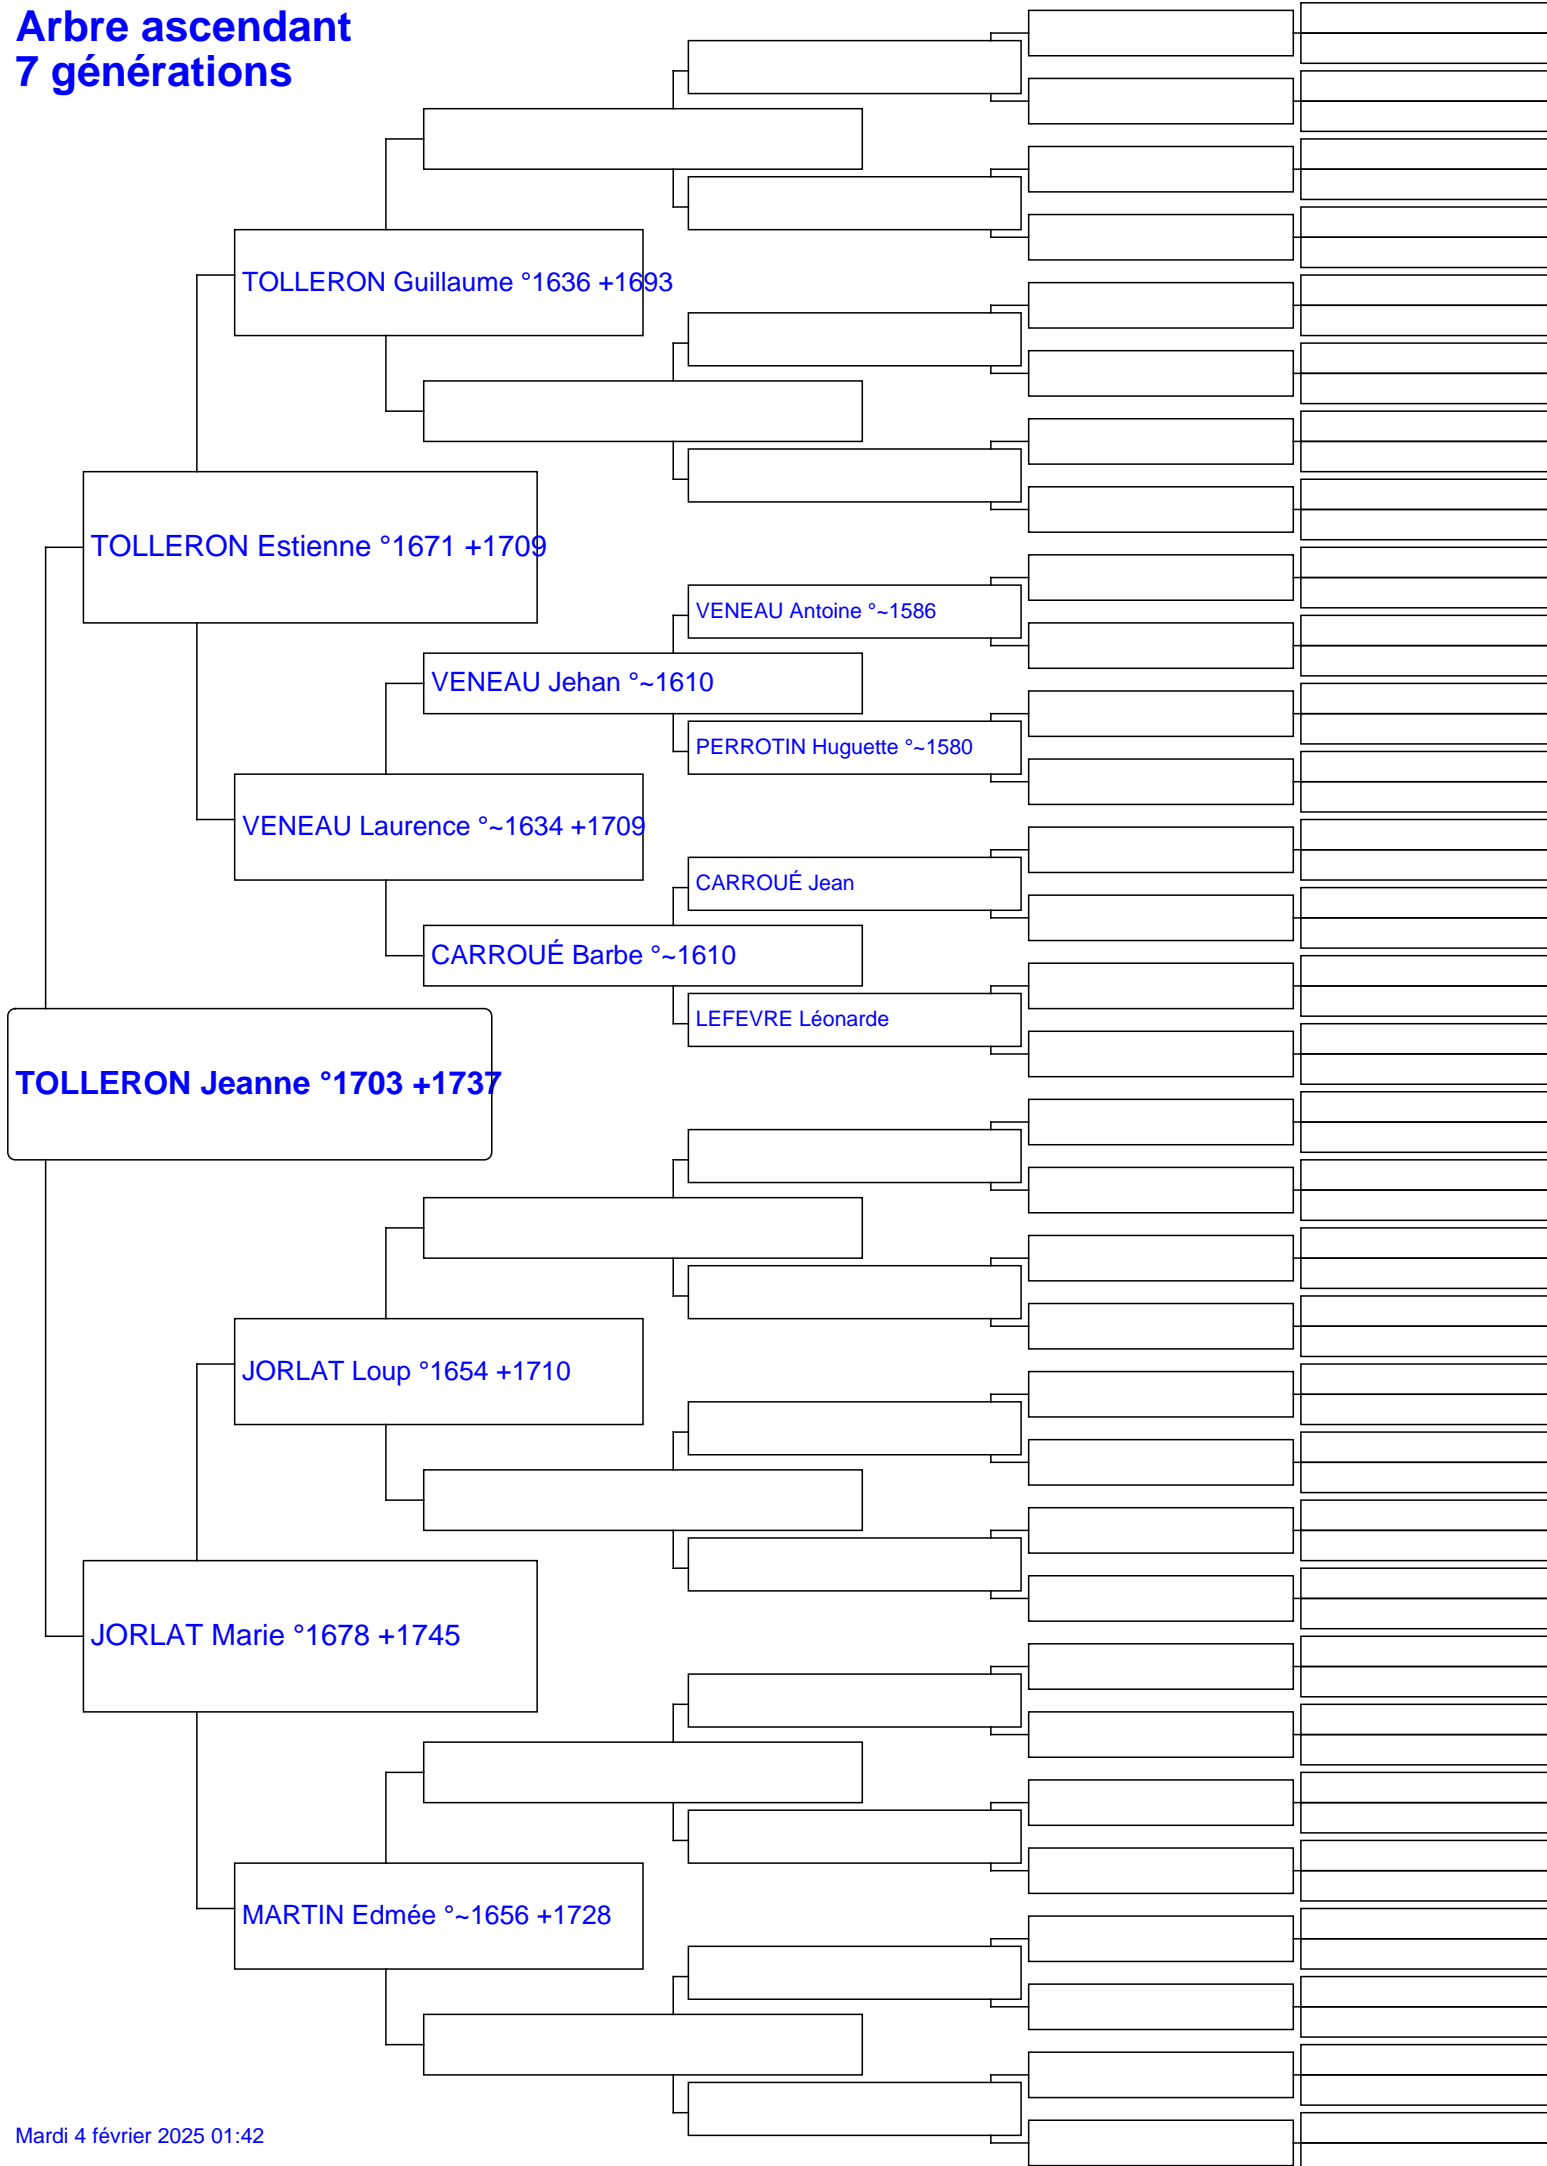 Arbre ascendant
7 générations
TOLLERON Guillaume °1636 +1693
TOLLERON Estienne °1671 +1709
VENEAU Antoine °~1586
VENEAU Jehan °~1610
PERROTIN Huguette °~1580
VENEAU Laurence °~1634 +1709
CARROUÉ Jean
CARROUÉ Barbe °~1610
LEFEVRE Léonarde
TOLLERON Jeanne °1703 +1737
JORLAT Loup °1654 +1710
JORLAT Marie °1678 +1745
MARTIN Edmée °~1656 +1728
Mardi 4 février 2025 01:42